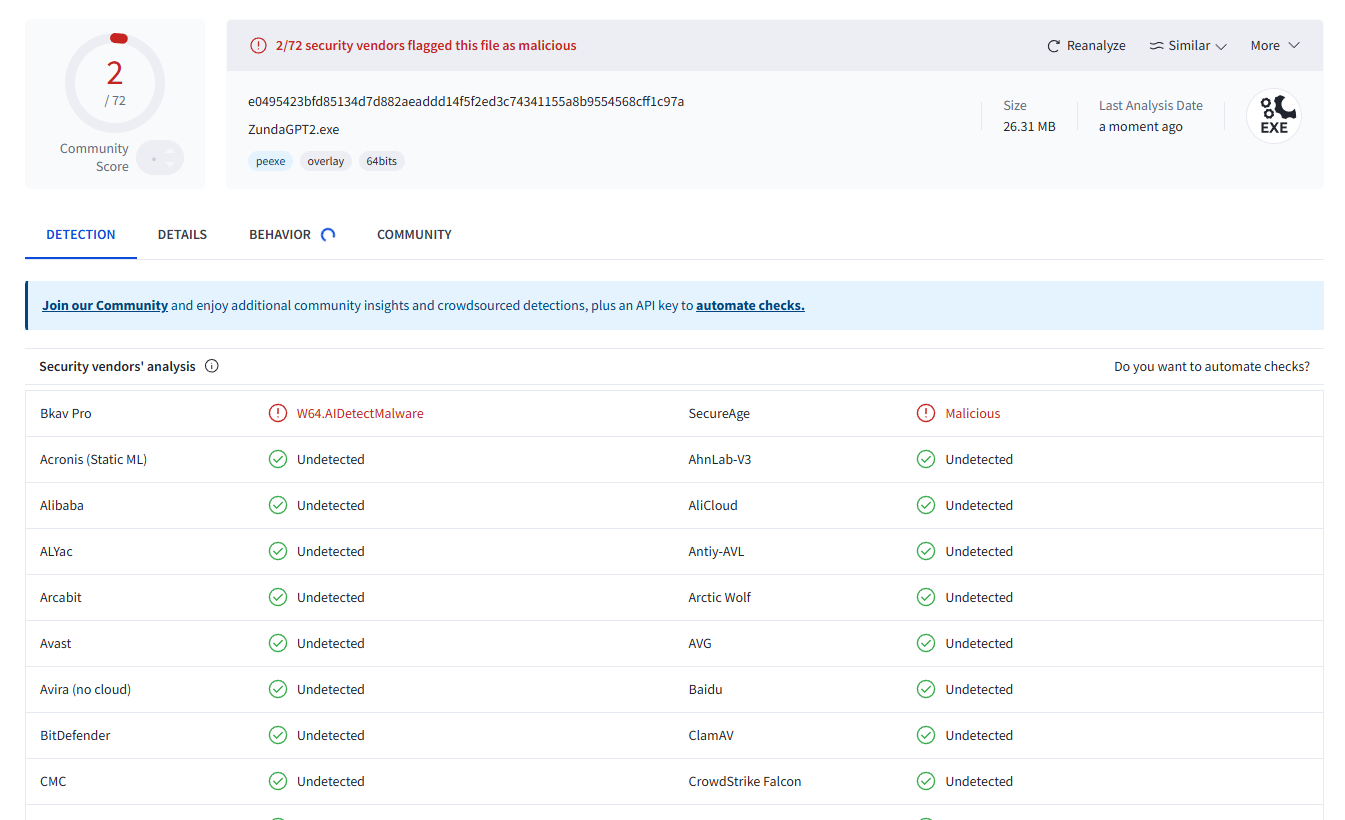 2
/ 72
Community Score
2/72 security vendors flagged this file as malicious
Reanalyze
Similar
More
e0495423bfd85134d7d882aeaddd14f5f2ed3c74341155a8b9554568cff1c97a
ZundaGPT2.exe
peexe
overlay
64bits
Size
26.31 MB
Last Analysis Date
a moment ago
EXE
DETECTION
DETAILS
BEHAVIOR
COMMUNITY
Join our Community and enjoy additional community insights and crowdsourced detections, plus an API key to automate checks.
Security vendors' analysis
Do you want to automate checks?
Bkav Pro
W64.AIDetectMalware
SecureAge
Malicious
Acronis (Static ML)
Undetected
AhnLab-V3
Undetected
Alibaba
Undetected
AliCloud
Undetected
ALYac
Undetected
Antiy-AVL
Undetected
Arcabit
Undetected
Arctic Wolf
Undetected
Avast
Undetected
AVG
Undetected
Avira (no cloud)
Undetected
Baidu
Undetected
BitDefender
Undetected
ClamAV
Undetected
CMC
Undetected
CrowdStrike Falcon
Undetected